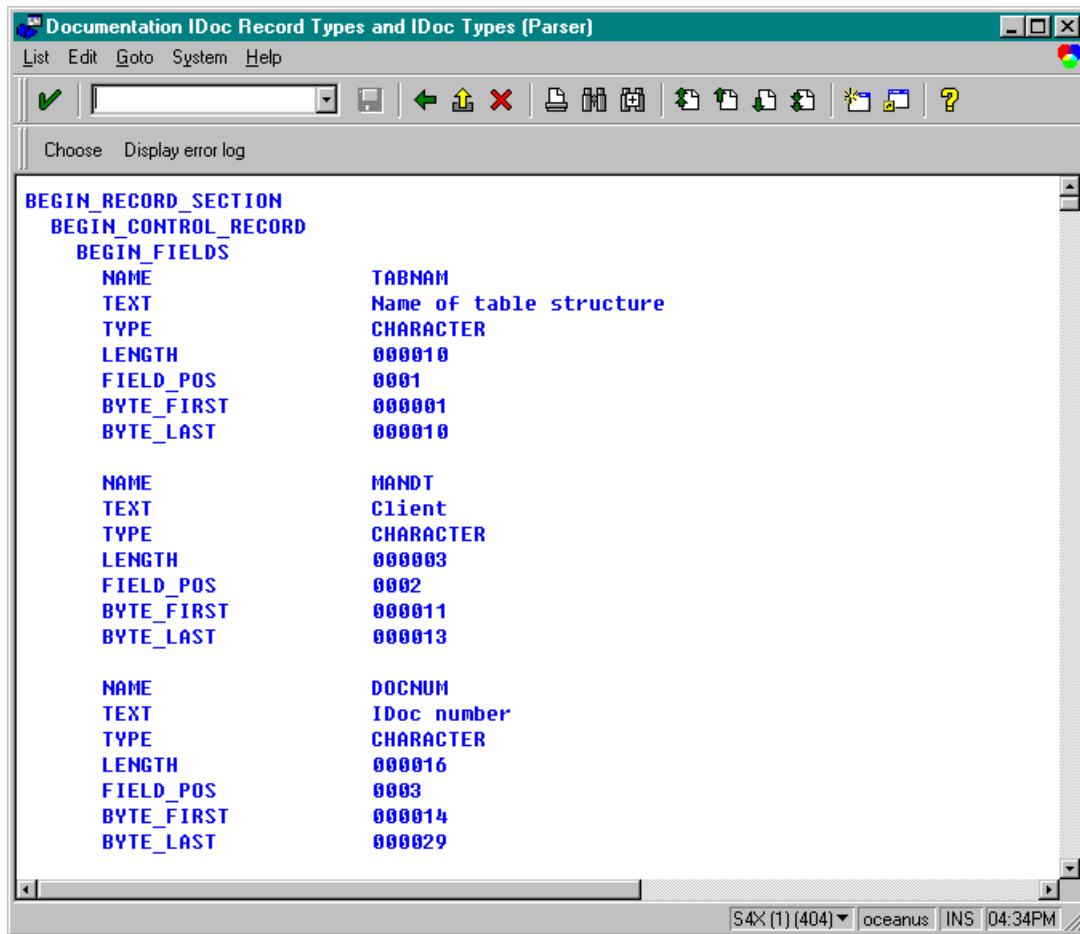 Documentation IDoc Record Types and IDoc Types (Parser)
List Edit Goto System Help
Choose Display error log
BEGIN_RECORD_SECTION
BEGIN_CONTROL_RECORD
BEGIN_FIELDS
NAME TABNAM
TEXT Name of table structure
TYPE CHARACTER
LENGTH 000010
FIELD_POS 0001
BYTE_FIRST 000001
BYTE_LAST 000010
NAME MANDT
TEXT Client
TYPE CHARACTER
LENGTH 000003
FIELD_POS 0002
BYTE_FIRST 000011
BYTE_LAST 000013
NAME DOCNUM
TEXT IDoc number
TYPE CHARACTER
LENGTH 000016
FIELD_POS 0003
BYTE_FIRST 000014
BYTE_LAST 000029
S4X (1) (404) oceanus INS 04:34PM